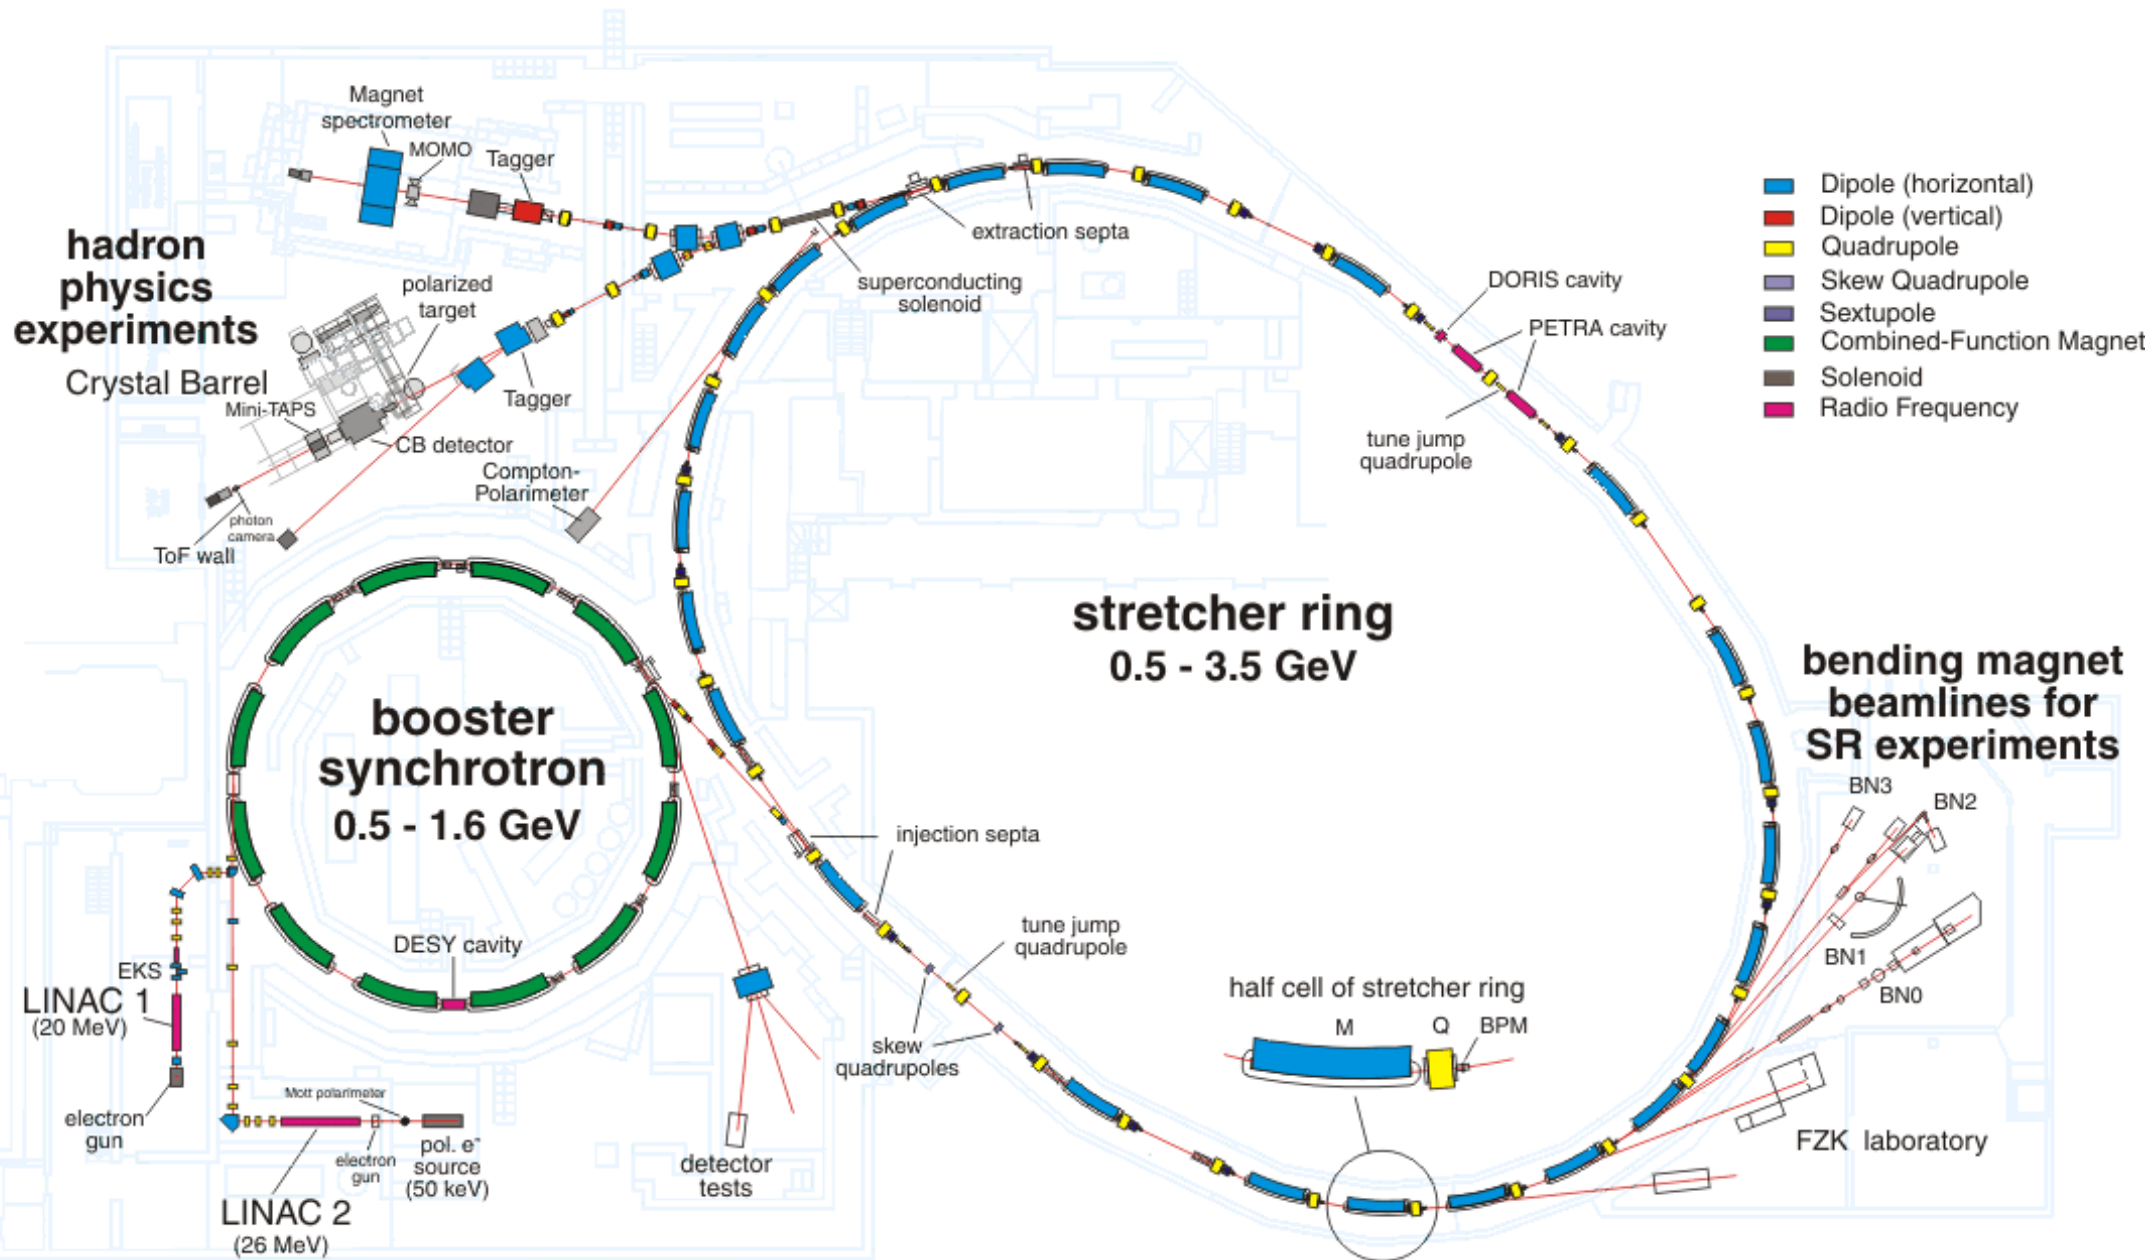 Magnet
spectrometer
MOMO
Tagger
hadron
physics
experiments
Crystal Barrel
polarized
target
Mini-TAPS
CB detector
Tagger
Compton-
Polarimeter
photon
camera
ToF wall
extraction septa
superconducting
solenoid
DORIS cavity
PETRA cavity
tune jump
quadrupole
Dipole (horizontal)
Dipole (vertical)
Quadrupole
Skew Quadrupole
Sextupole
Combined-Function Magnet
Solenoid
Radio Frequency
stretcher ring
0.5 - 3.5 GeV
booster
synchrotron
0.5 - 1.6 GeV
DESY cavity
injection septa
tune jump
quadrupole
skew
quadrupoles
bending magnet
beamlines for
SR experiments
BN3
BN2
BN1
BN0
FZK laboratory
half cell of stretcher ring
M
Q
BPM
EKS
LINAC 1
(20 MeV)
electron
gun
Mott polarimeter
electron
gun
pol. e⁻
source
(50 keV)
LINAC 2
(26 MeV)
detector
tests